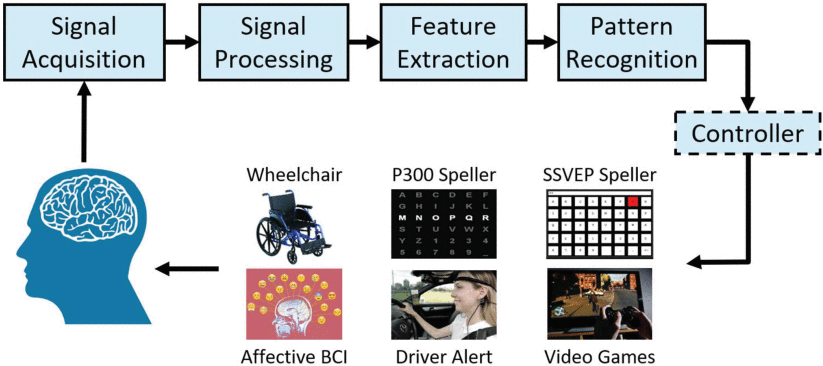 Signal
Acquisition
Signal
Processing
Feature
Extraction
Pattern
Recognition
Controller
Wheelchair
P300 Speller
SSVEP Speller
A B C D E F
G H I J K L
M N O P Q R
S T U V W X
Y Z 1 2 3 4
5 6 7 8 9 _
Affective BCI
Driver Alert
Video Games